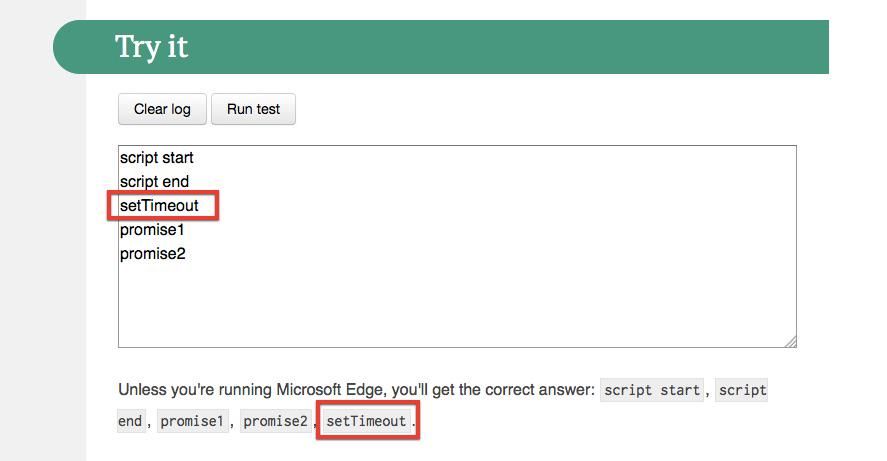 Try it
Clear log Run test
script start
script end
setTimeout
promise1
promise2
Unless you're running Microsoft Edge, you'll get the correct answer: script start, script
end, promise1, promise2, setTimeout.